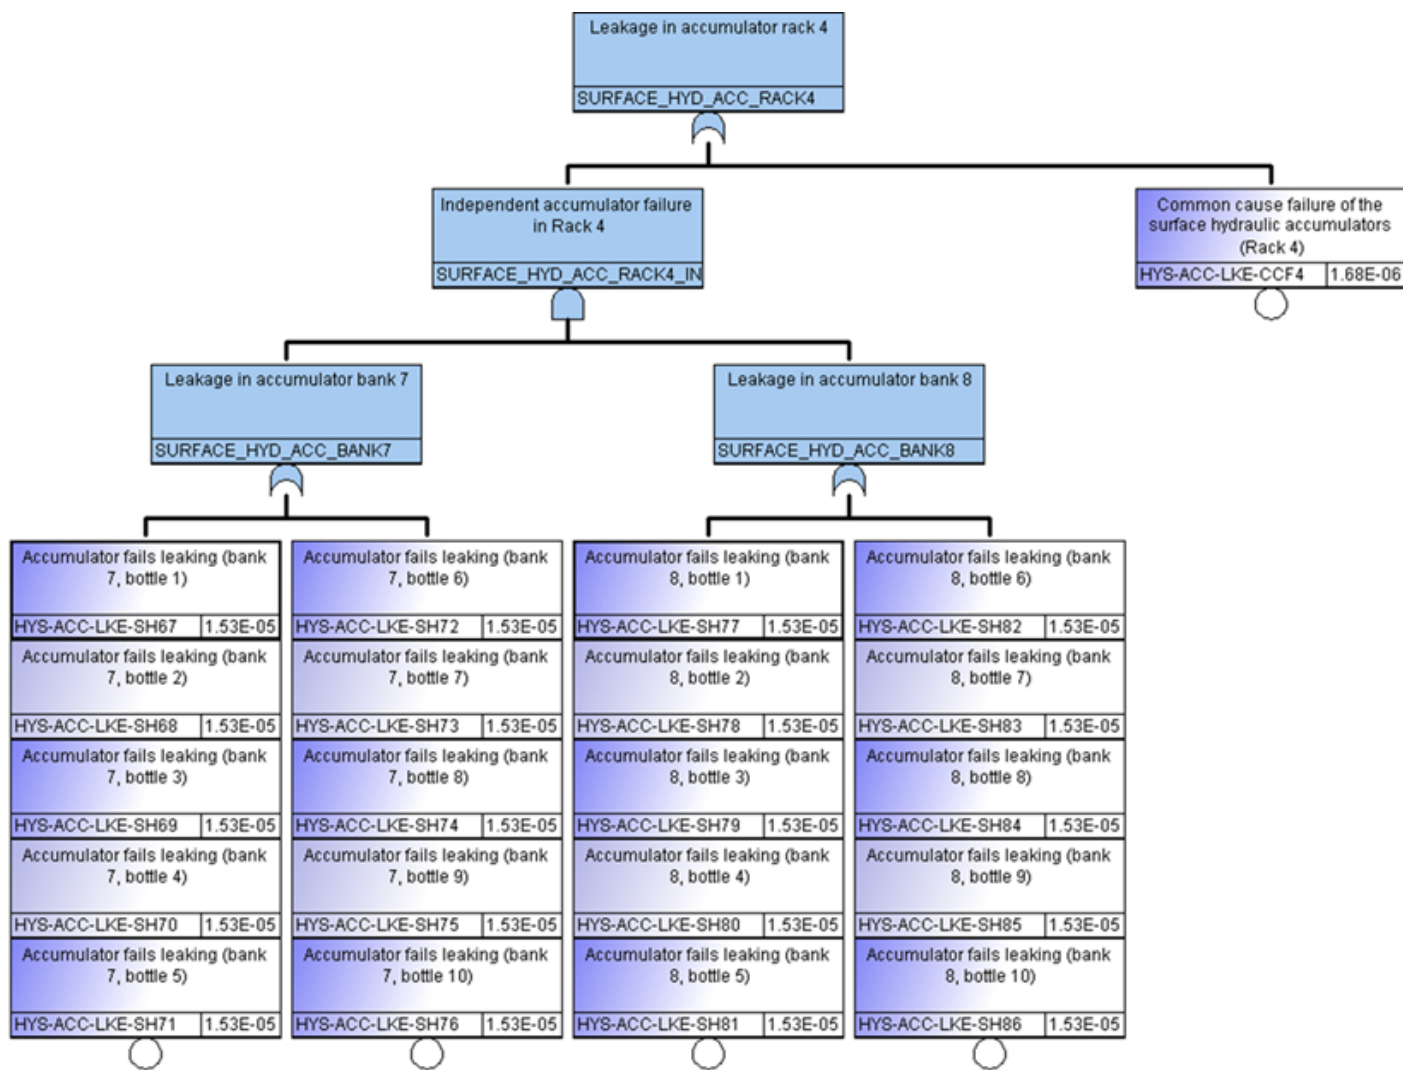 Leakage in accumulator rack 4
SURFACE_HYD_ACC_RACK4
Independent accumulator failure
in Rack 4
SURFACE_HYD_ACC_RACK4_IN
Common cause failure of the
surface hydraulic accumulators
(Rack 4)
HYS-ACC-LKE-CCF4 1.68E-06
Leakage in accumulator bank 7
SURFACE_HYD_ACC_BANK7
Leakage in accumulator bank 8
SURFACE_HYD_ACC_BANK8
Accumulator fails leaking (bank
7, bottle 1)
HYS-ACC-LKE-SH67 1.53E-05
Accumulator fails leaking (bank
7, bottle 2)
HYS-ACC-LKE-SH68 1.53E-05
Accumulator fails leaking (bank
7, bottle 3)
HYS-ACC-LKE-SH69 1.53E-05
Accumulator fails leaking (bank
7, bottle 4)
HYS-ACC-LKE-SH70 1.53E-05
Accumulator fails leaking (bank
7, bottle 5)
HYS-ACC-LKE-SH71 1.53E-05
Accumulator fails leaking (bank
7, bottle 6)
HYS-ACC-LKE-SH72 1.53E-05
Accumulator fails leaking (bank
7, bottle 7)
HYS-ACC-LKE-SH73 1.53E-05
Accumulator fails leaking (bank
7, bottle 8)
HYS-ACC-LKE-SH74 1.53E-05
Accumulator fails leaking (bank
7, bottle 9)
HYS-ACC-LKE-SH75 1.53E-05
Accumulator fails leaking (bank
7, bottle 10)
HYS-ACC-LKE-SH76 1.53E-05
Accumulator fails leaking (bank
8, bottle 1)
HYS-ACC-LKE-SH77 1.53E-05
Accumulator fails leaking (bank
8, bottle 2)
HYS-ACC-LKE-SH78 1.53E-05
Accumulator fails leaking (bank
8, bottle 3)
HYS-ACC-LKE-SH79 1.53E-05
Accumulator fails leaking (bank
8, bottle 4)
HYS-ACC-LKE-SH80 1.53E-05
Accumulator fails leaking (bank
8, bottle 5)
HYS-ACC-LKE-SH81 1.53E-05
Accumulator fails leaking (bank
8, bottle 6)
HYS-ACC-LKE-SH82 1.53E-05
Accumulator fails leaking (bank
8, bottle 7)
HYS-ACC-LKE-SH83 1.53E-05
Accumulator fails leaking (bank
8, bottle 8)
HYS-ACC-LKE-SH84 1.53E-05
Accumulator fails leaking (bank
8, bottle 9)
HYS-ACC-LKE-SH85 1.53E-05
Accumulator fails leaking (bank
8, bottle 10)
HYS-ACC-LKE-SH86 1.53E-05